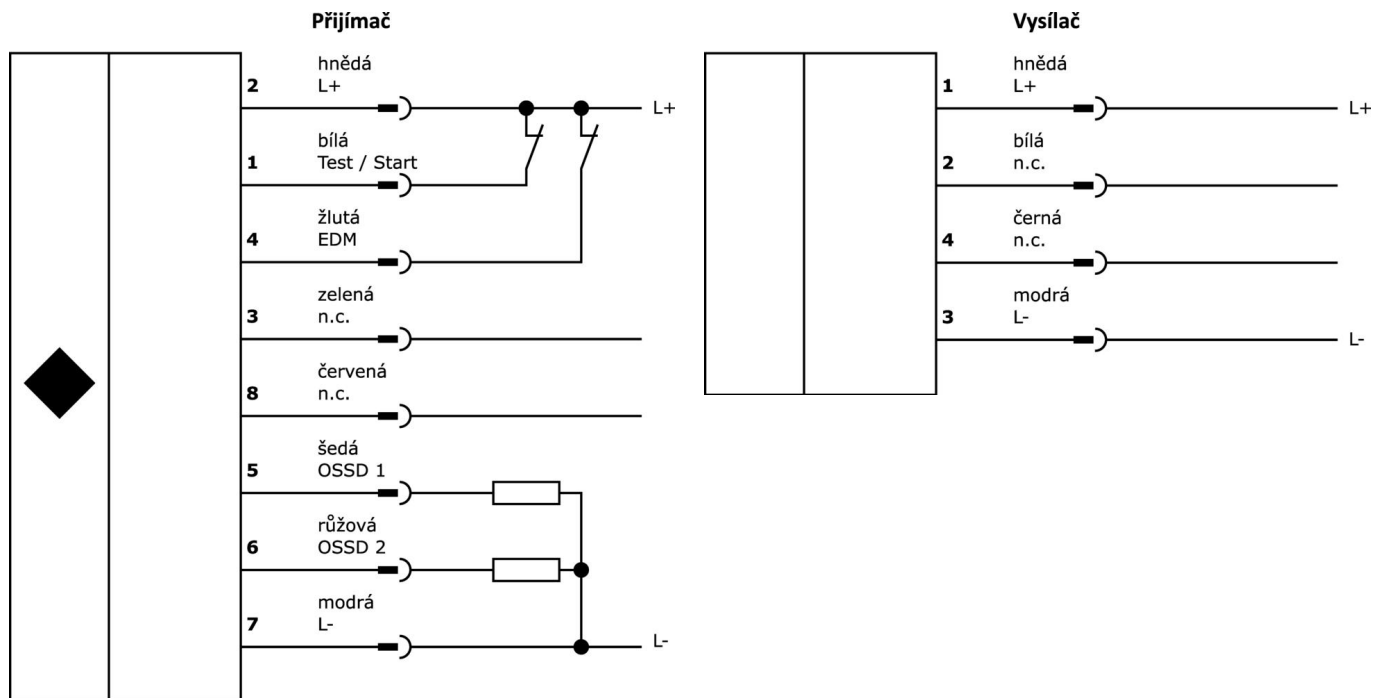 Přijímač
2
hnědá
L+
L+
1
bílá
Test / Start
4
žlutá
EDM
3
zelená
n.c.
8
červená
n.c.
5
šedá
OSSD 1
6
růžová
OSSD 2
7
modrá
L-
L-
Vysílač
1
hnědá
L+
L+
2
bílá
n.c.
4
černá
n.c.
3
modrá
L-
L-